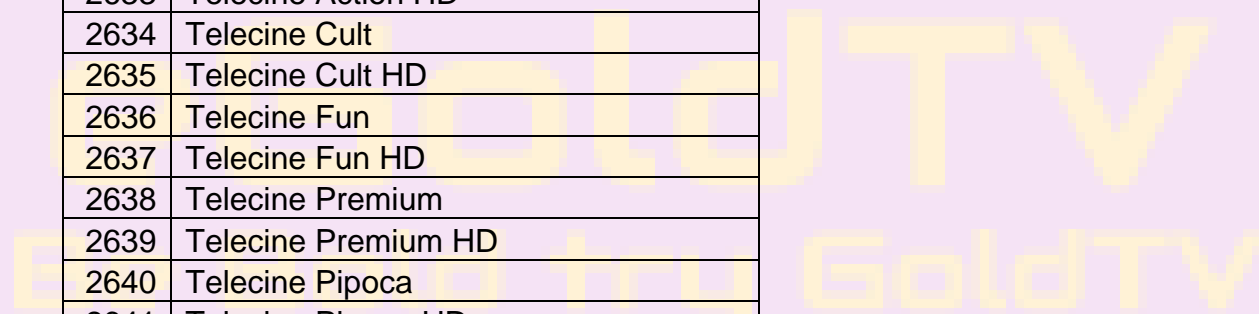 2634 Telecine Cult
2635 Telecine Cult HD
2636 Telecine Fun
2637 Telecine Fun HD
2638 Telecine Premium
2639 Telecine Premium HD
2640 Telecine Pipoca